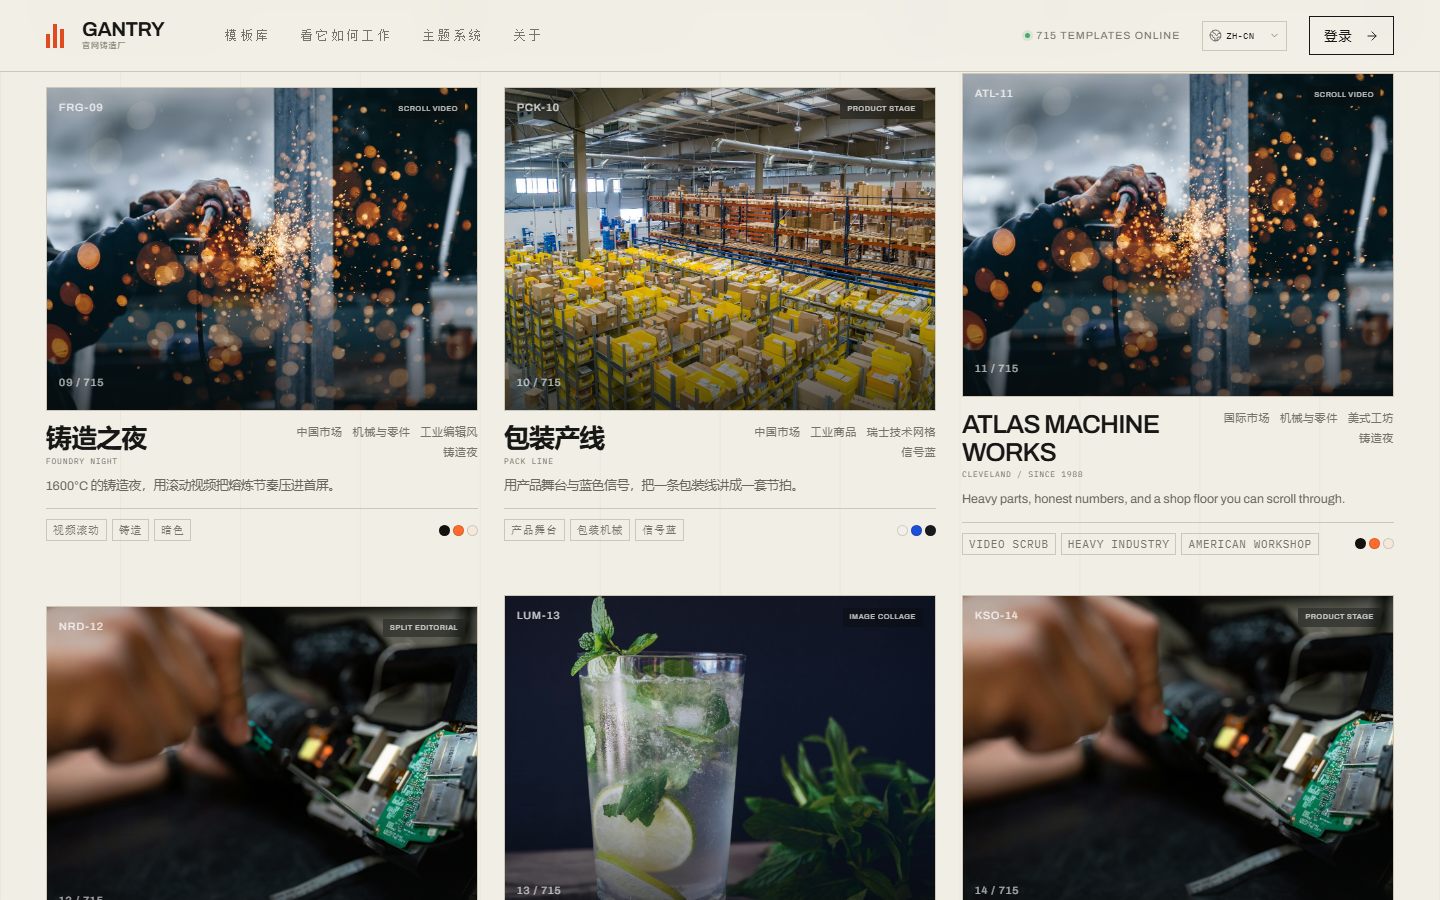 GANTRY
官网铸造厂
模板库
看它如何工作
主题系统
关于
715 TEMPLATES ONLINE
ZH-CN
登录
FRG-09
SCROLL VIDEO
09 / 715
铸造之夜
中国市场 机械与零件 工业编辑风
铸造夜
FOUNDRY NIGHT
1600°C 的铸造夜，用滚动视频把熔炼节奏压进首屏。
视频滚动
铸造
暗色
PCK-10
PRODUCT STAGE
10 / 715
包装产线
中国市场 工业商品 瑞士技术网格
信号蓝
PACK LINE
用产品舞台与蓝色信号，把一条包装线讲成一套节拍。
产品舞台
包装机械
信号蓝
ATL-11
SCROLL VIDEO
11 / 715
ATLAS MACHINE
WORKS
国际市场 机械与零件 美式工坊
铸造夜
CLEVELAND / SINCE 1988
Heavy parts, honest numbers, and a shop floor you can scroll through.
VIDEO SCRUB
HEAVY INDUSTRY
AMERICAN WORKSHOP
NRD-12
SPLIT EDITORIAL
12 / 715
LUM-13
IMAGE COLLAGE
13 / 715
KSO-14
PRODUCT STAGE
14 / 715